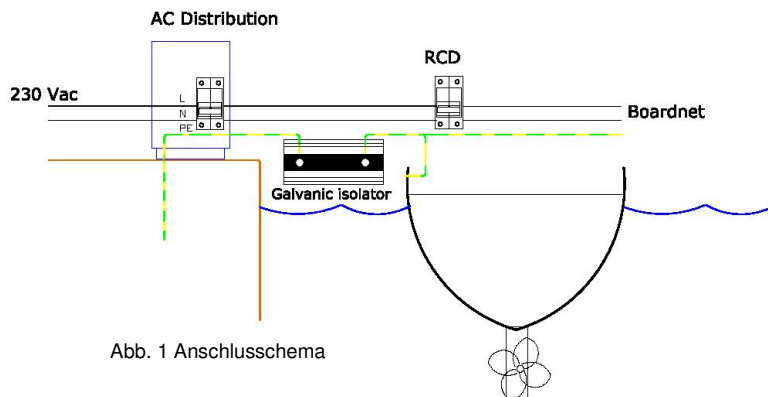 AC Distribution
RCD
230 Vac
L
N
PE
Boardnet
Galvanic isolator
Abb. 1 Anschlusschema